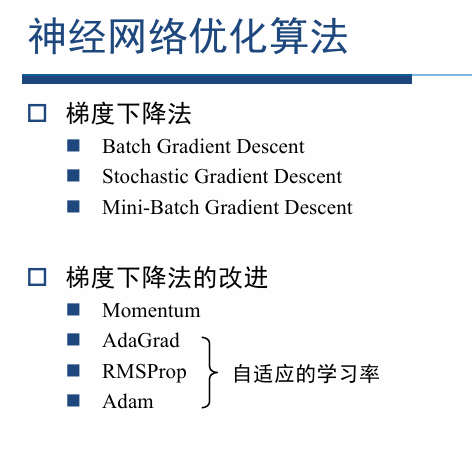 神经网络优化算法
梯度下降法
Batch Gradient Descent
Stochastic Gradient Descent
Mini-Batch Gradient Descent
梯度下降法的改进
Momentum
AdaGrad
RMSProp
Adam
自适应的学习率